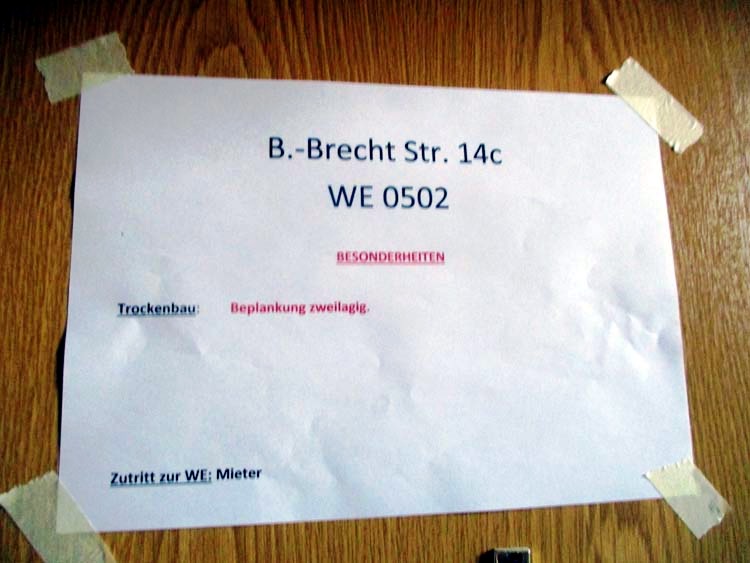 B.-Brecht Str. 14c
WE 0502
BESONDERHEITEN
Trockenbau: Beplankung zweilagig.
Zutritt zur WE: Mieter